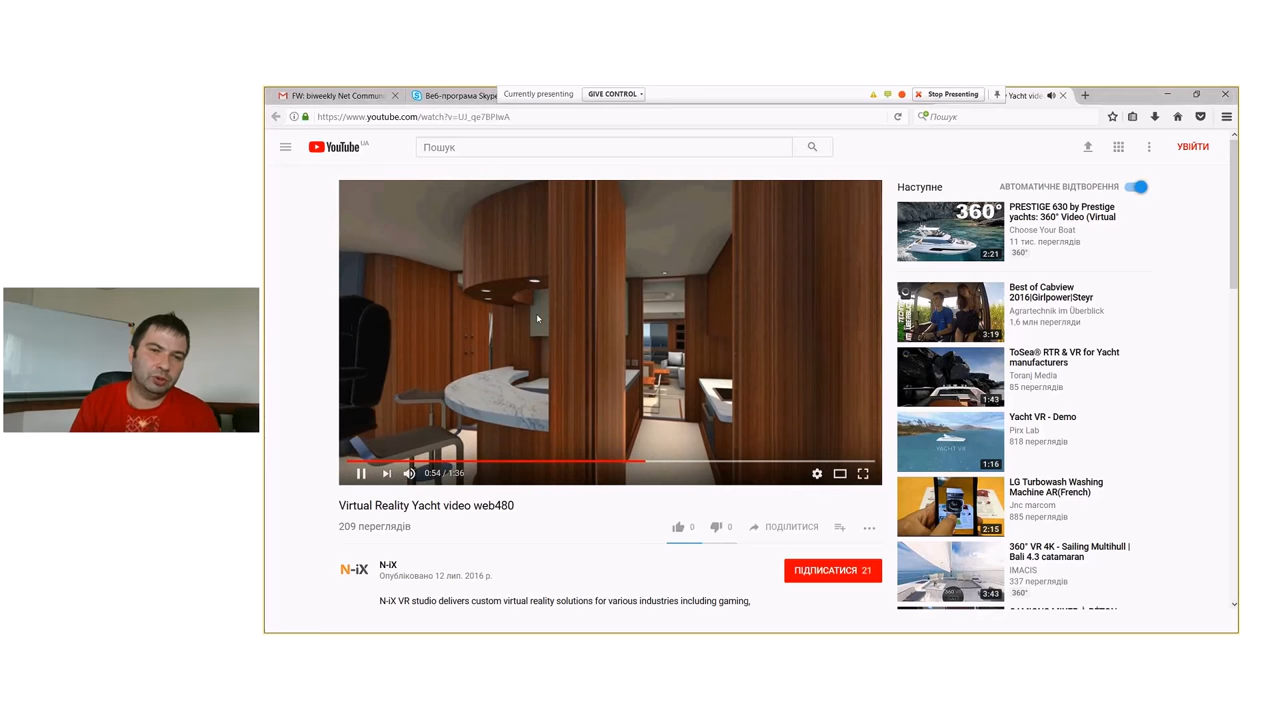 FW: biweekly Net Commun
Веб-програма Skype
Currently presenting
GIVE CONTROL
Stop Presenting
Yacht vide
https://www.youtube.com/watch?v=UJ_qe7BPlwA
Пошук
YouTube UA
Пошук
УВІЙТИ
Наступне
АВТОМАТИЧНЕ ВІДТВОРЕННЯ
360°
2:21
PRESTIGE 630 by Prestige
yachts: 360° Video (Virtual
Choose Your Boat
11 тис. переглядів
360°
3:19
Best of Cabview
2016|Girlpower|Steyr
Agrartechnik im Überblick
1,6 млн перегляди
1:43
ToSea® RTR & VR for Yacht
manufacturers
Toranj Media
85 переглядів
YACHT VR
1:16
Yacht VR - Demo
Pirx Lab
818 переглядів
2:15
LG Turbowash Washing
Machine AR(French)
Jnc marcom
885 переглядів
3:43
360° VR 4K - Sailing Multihull |
Bali 4.3 catamaran
IMACIS
337 переглядів
360°
0:54 / 1:36
Virtual Reality Yacht video web480
209 переглядів
0
0
ПОДІЛИТИСЯ
N-iX
N-iX
Опубліковано 12 лип. 2016 р.
ПІДПИСАТИСЯ 21
N-iX VR studio delivers custom virtual reality solutions for various industries including gaming,